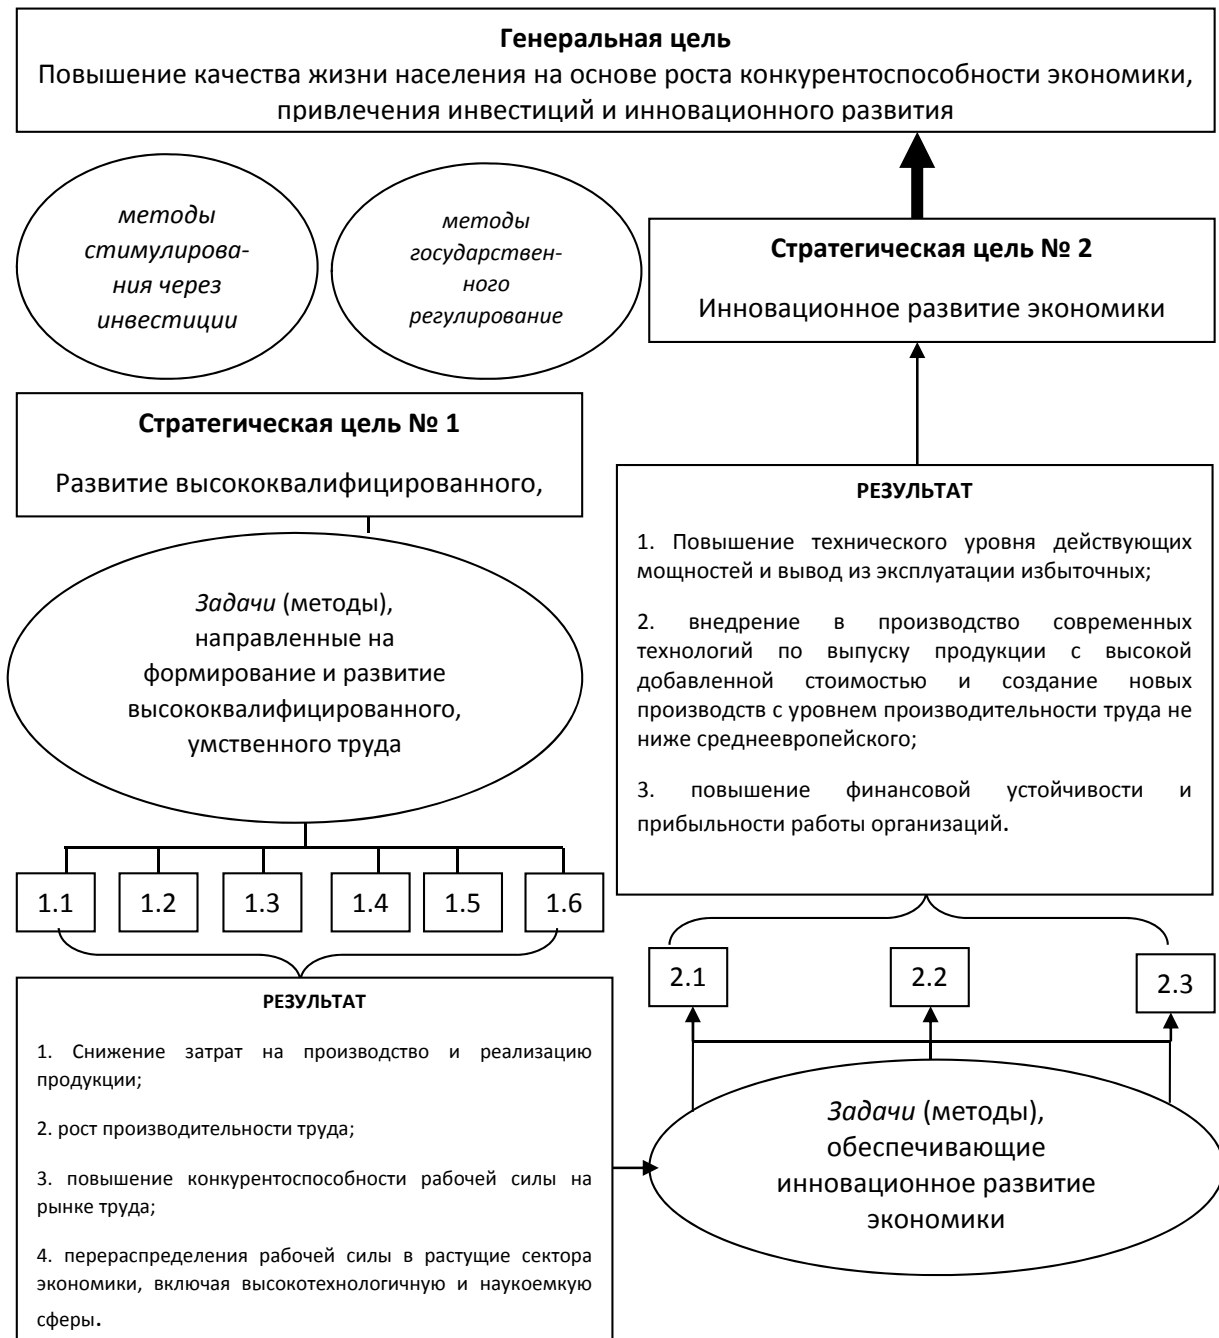 Генеральная цель
Повышение качества жизни населения на основе роста конкурентоспособности экономики,
привлечения инвестиций и инновационного развития
методы
стимулирова-
ния через
инвестиции
методы
государствен-
ного
регулирование
Стратегическая цель № 2
Инновационное развитие экономики
Стратегическая цель № 1
Развитие высококвалифицированного,
Задачи (методы),
направленные на
формирование и развитие
высококвалифицированного,
умственного труда
1.1
1.2
1.3
1.4
1.5
1.6
РЕЗУЛЬТАТ
1. Снижение затрат на производство и реализацию
продукции;
2. рост производительности труда;
3. повышение конкурентоспособности рабочей силы на
рынке труда;
4. перераспределения рабочей силы в растущие сектора
экономики, включая высокотехнологичную и наукоемкую
сферы.
РЕЗУЛЬТАТ
1. Повышение технического уровня действующих
мощностей и вывод из эксплуатации избыточных;
2. внедрение в производство современных
технологий по выпуску продукции с высокой
добавленной стоимостью и создание новых
производств с уровнем производительности труда не
ниже среднеевропейского;
3. повышение финансовой устойчивости и
прибыльности работы организаций.
2.1
2.2
2.3
Задачи (методы),
обеспечивающие
инновационное развитие
экономики